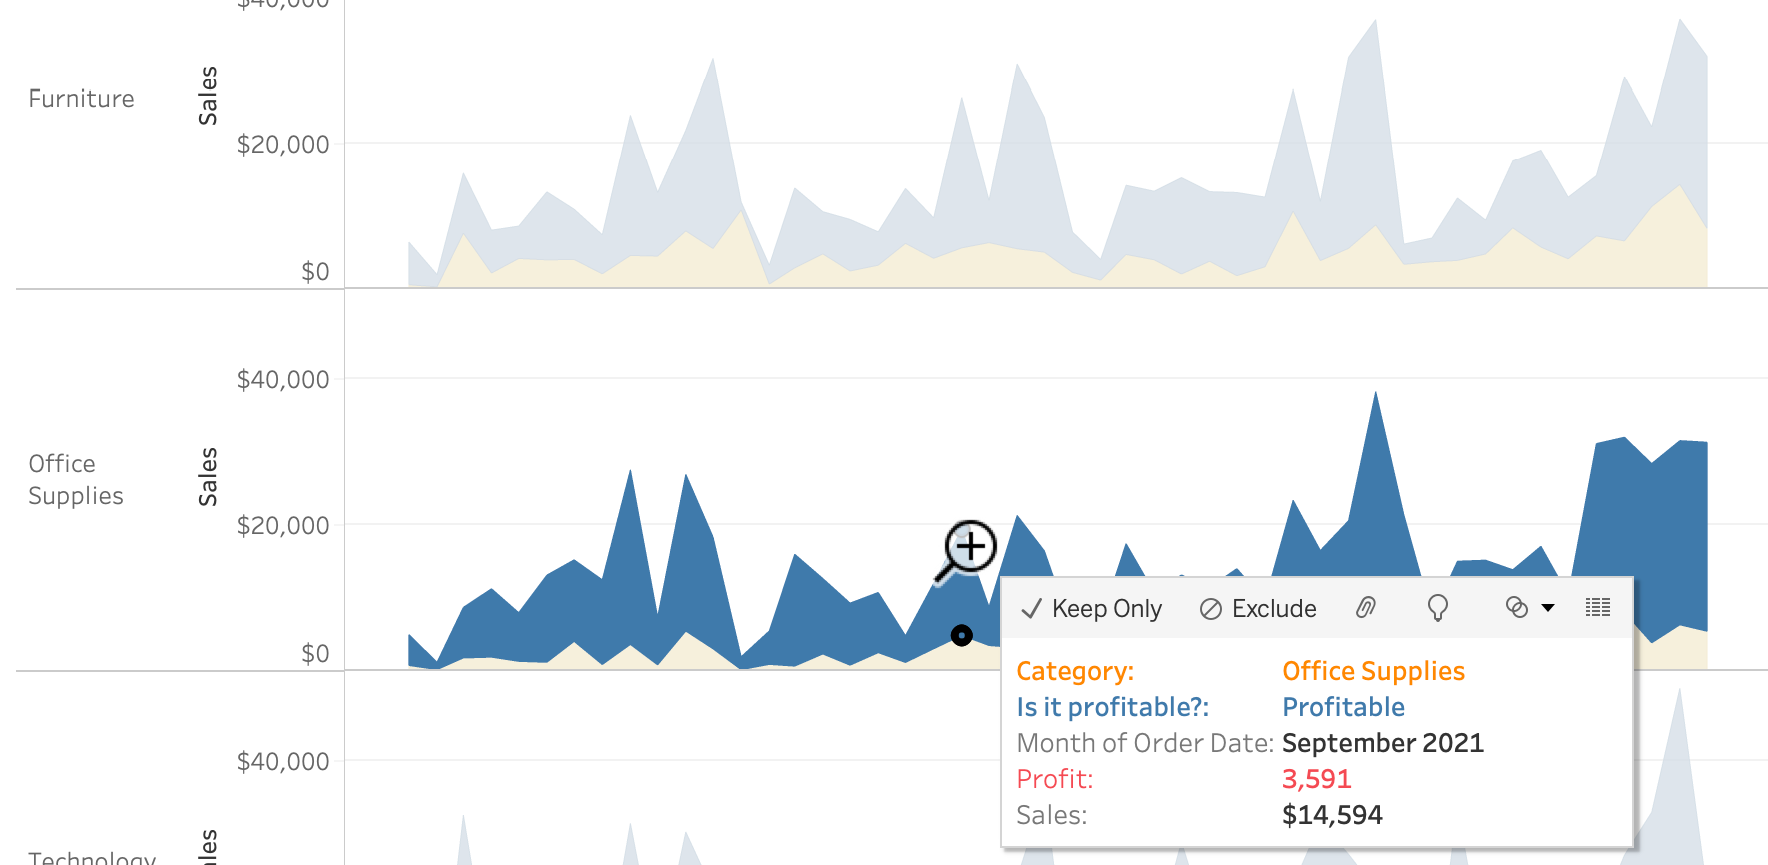 $40,000
Furniture
Sales
$20,000
$0
$40,000
Office
Supplies
Sales
$20,000
$0
Keep Only
Exclude
Category: Office Supplies
Is it profitable?: Profitable
Month of Order Date: September 2021
Profit: 3,591
Sales: $14,594
$40,000
Technology